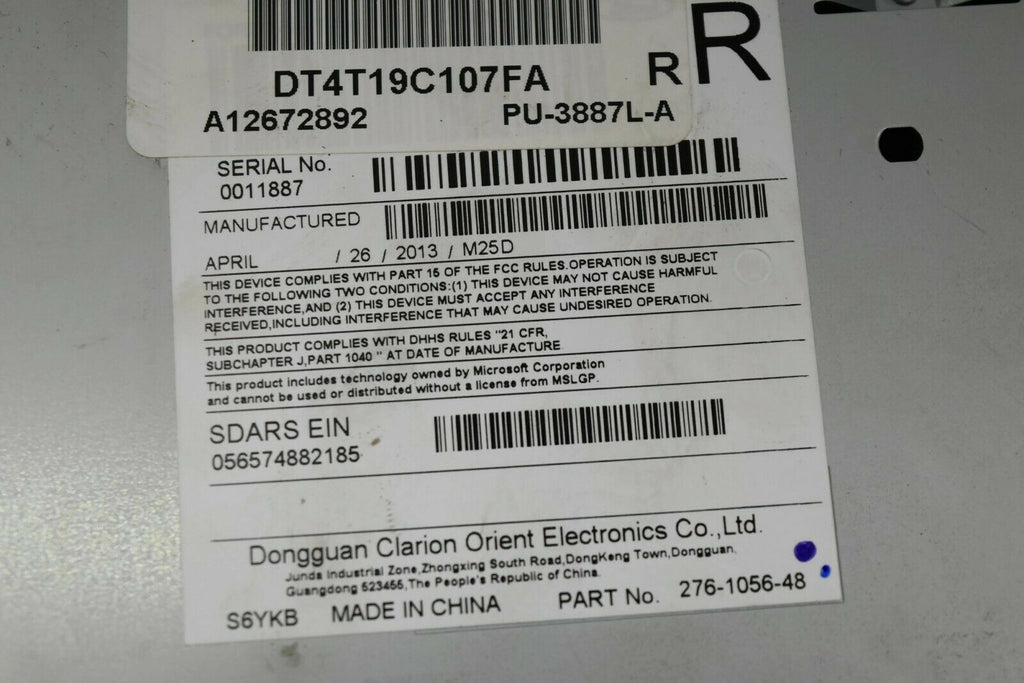 R
DT4T19C107FA R
A12672892 PU-3887L-A
SERIAL No.
0011887
MANUFACTURED
APRIL / 26 / 2013 / M25D
THIS DEVICE COMPLIES WITH PART 15 OF THE FCC RULES.OPERATION IS SUBJECT
TO THE FOLLOWING TWO CONDITIONS:(1) THIS DEVICE MAY NOT CAUSE HARMFUL
INTERFERENCE,AND (2) THIS DEVICE MUST ACCEPT ANY INTERFERENCE
RECEIVED,INCLUDING INTERFERENCE THAT MAY CAUSE UNDESIRED OPERATION.
THIS PRODUCT COMPLIES WITH DHHS RULES "21 CFR,
SUBCHAPTER J,PART 1040 " AT DATE OF MANUFACTURE
This product includes technology owned by Microsoft Corporation
and cannot be used or distributed without a license from MSLGP.
SDARS EIN
056574882185
Dongguan Clarion Orient Electronics Co.,Ltd.
Junda Industrial Zone,Zhongxing South Road,DongKeng Town,Dongguan,
Guangdong 523455,The People's Republic of China.
S6YKB MADE IN CHINA PART No. 276-1056-48